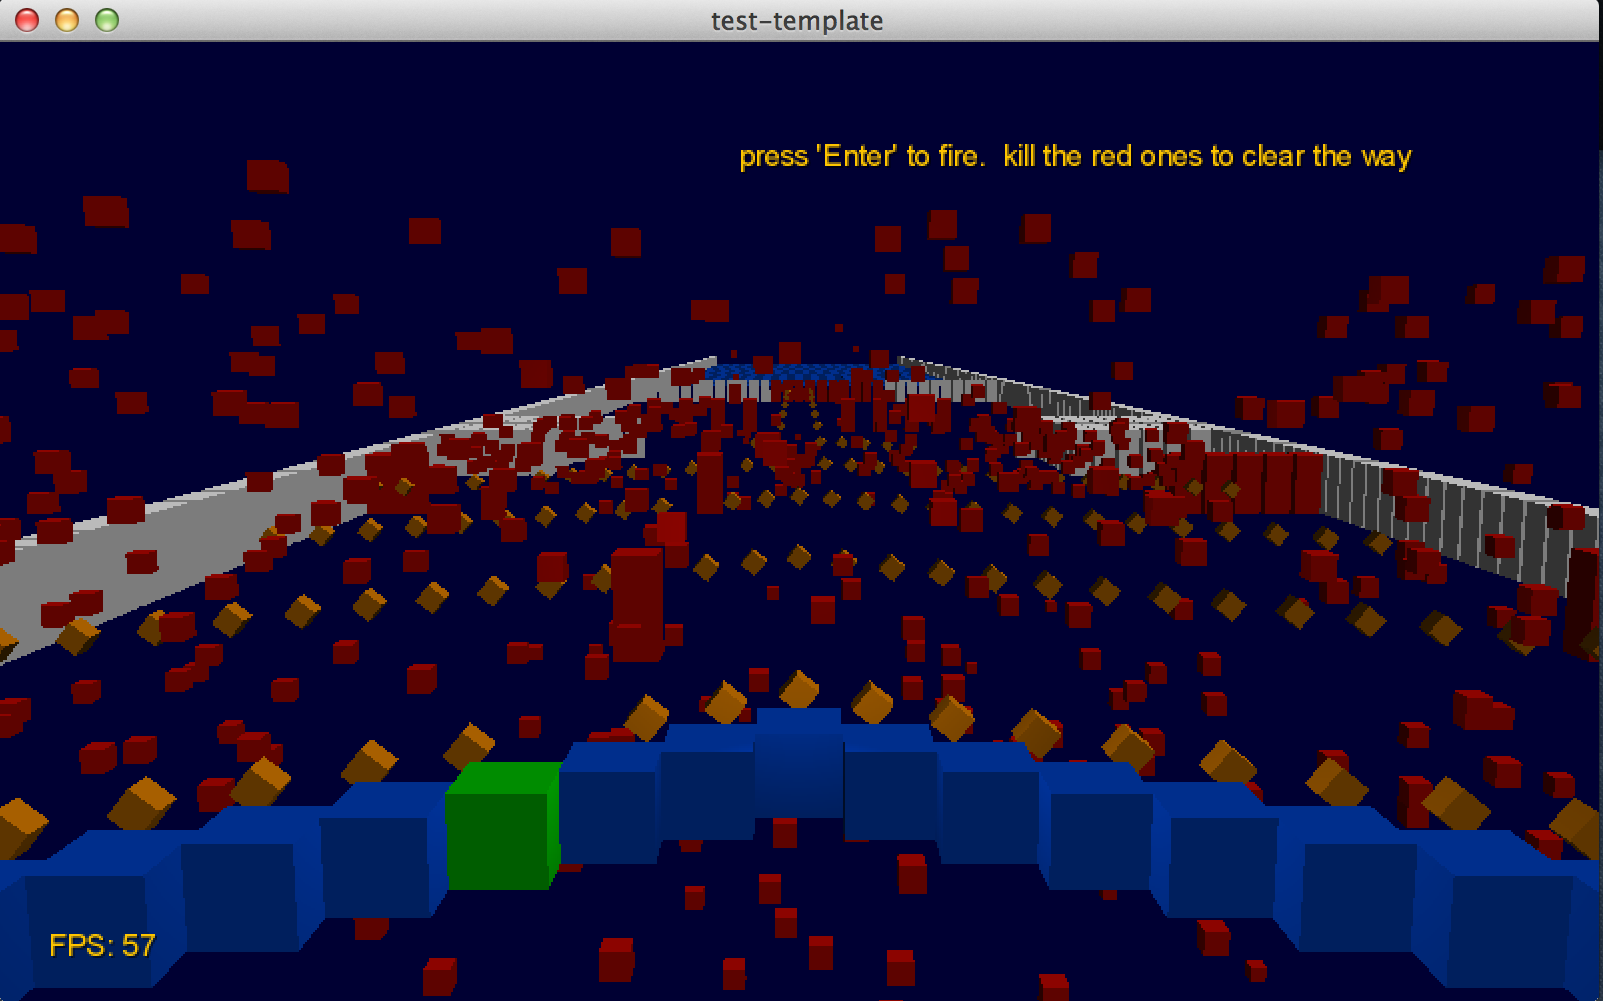 test-template
press 'Enter' to fire.  kill the red ones to clear the way
FPS: 57